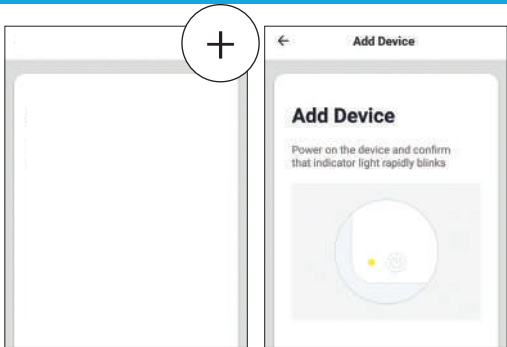 Add Device
Add Device
Power on the device and confirm
that indicator light rapidly blinks